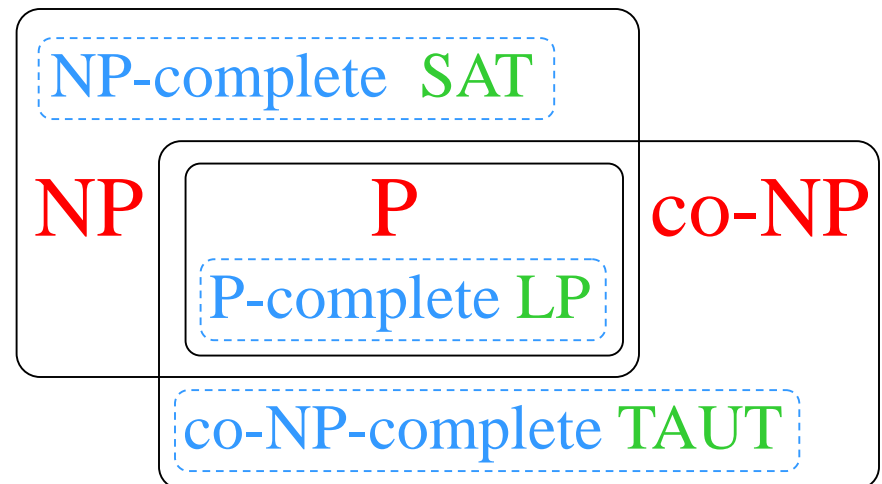 NP-complete SAT
NP P co-NP
P-complete LP
co-NP-complete TAUT